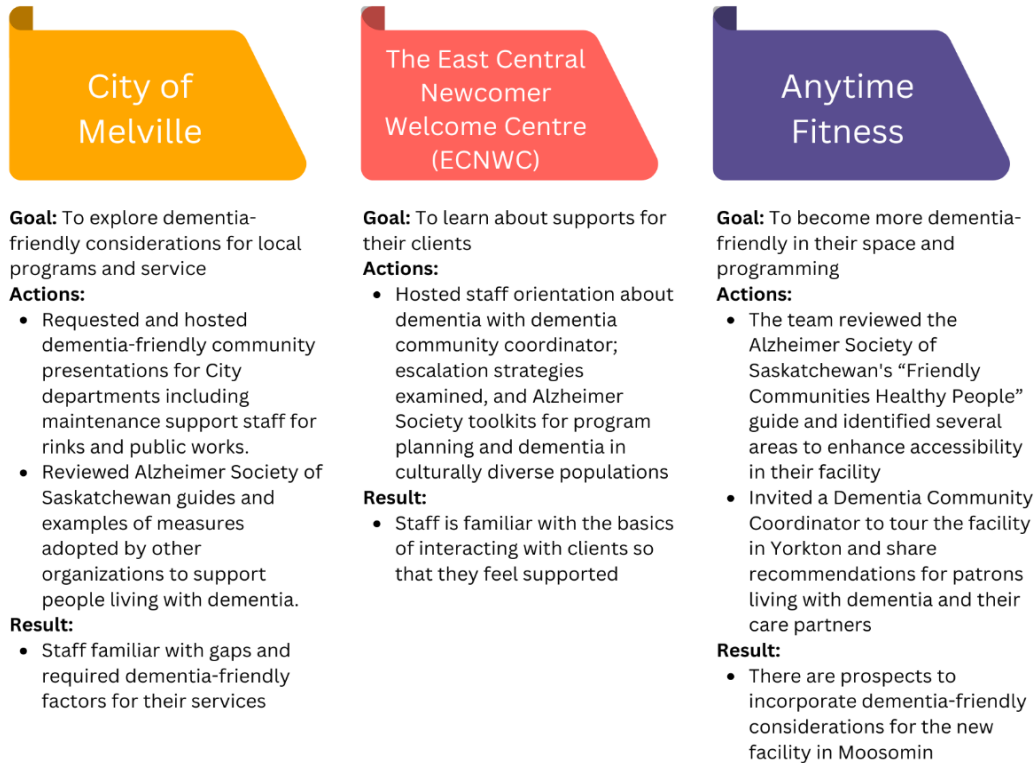 City of
Melville
Goal: To explore dementia-
friendly considerations for local
programs and service
Actions:
• Requested and hosted
dementia-friendly community
presentations for City
departments including
maintenance support staff for
rinks and public works.
• Reviewed Alzheimer Society of
Saskatchewan guides and
examples of measures
adopted by other
organizations to support
people living with dementia.
Result:
• Staff familiar with gaps and
required dementia-friendly
factors for their services
The East Central
Newcomer
Welcome Centre
(ECNWC)
Goal: To learn about supports for
their clients
Actions:
• Hosted staff orientation about
dementia with dementia
community coordinator;
escalation strategies
examined, and Alzheimer
Society toolkits for program
planning and dementia in
culturally diverse populations
Result:
• Staff is familiar with the basics
of interacting with clients so
that they feel supported
Anytime
Fitness
Goal: To become more dementia-
friendly in their space and
programming
Actions:
• The team reviewed the
Alzheimer Society of
Saskatchewan's “Friendly
Communities Healthy People”
guide and identified several
areas to enhance accessibility
in their facility
• Invited a Dementia Community
Coordinator to tour the facility
in Yorkton and share
recommendations for patrons
living with dementia and their
care partners
Result:
• There are prospects to
incorporate dementia-friendly
considerations for the new
facility in Moosomin